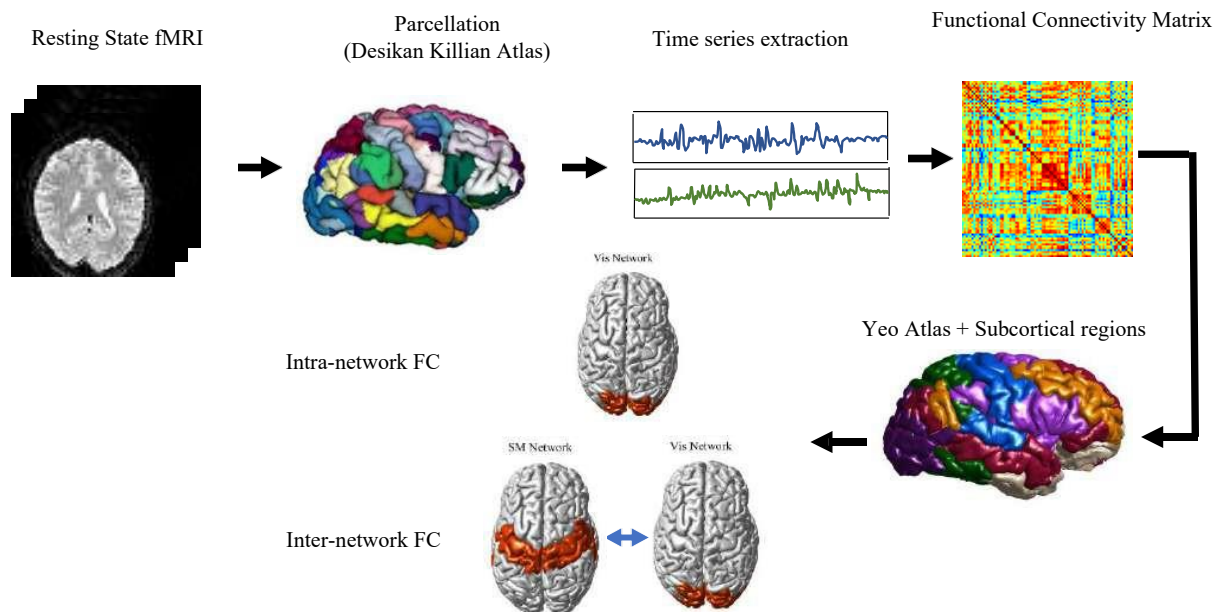 Resting State fMRI
Parcellation
(Desikan Killian Atlas)
Time series extraction
Functional Connectivity Matrix
Vis Network
Intra-network FC
Yeo Atlas + Subcortical regions
SM Network
Vis Network
Inter-network FC